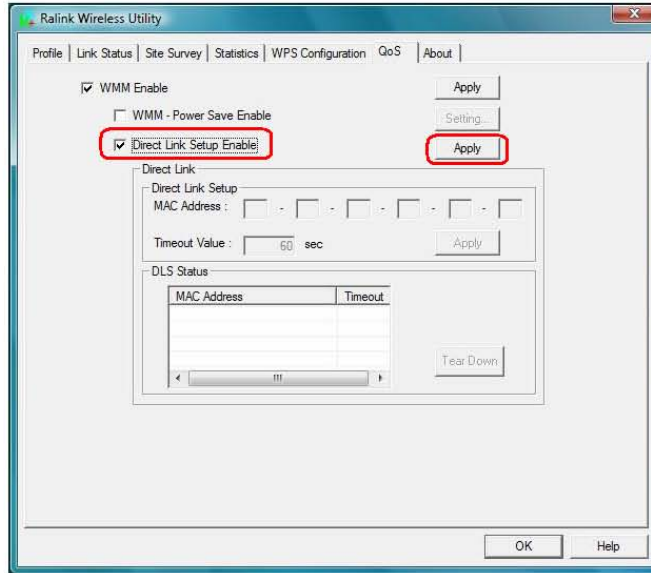 Ralink Wireless Utility
Profile Link Status Site Survey Statistics WPS Configuration QoS About
WMM Enable Apply
WMM - Power Save Enable Setting...
Direct Link Setup Enable Apply
Direct Link
Direct Link Setup
MAC Address : - - - - -
Timeout Value : 60 sec Apply
DLS Status
MAC Address Timeout
Tear Down
OK Help